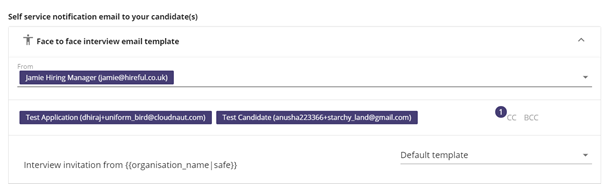 Self service notification email to your candidate(s)
Face to face interview email template
From
Jamie Hiring Manager (jamie@hireful.co.uk)
Test Application (dhiraj+uniform_bird@cloudnaut.com) Test Candidate (anusha223366+starchy_land@gmail.com) 1 CC BCC
Default template
Interview invitation from {{organisation_name|safe}}